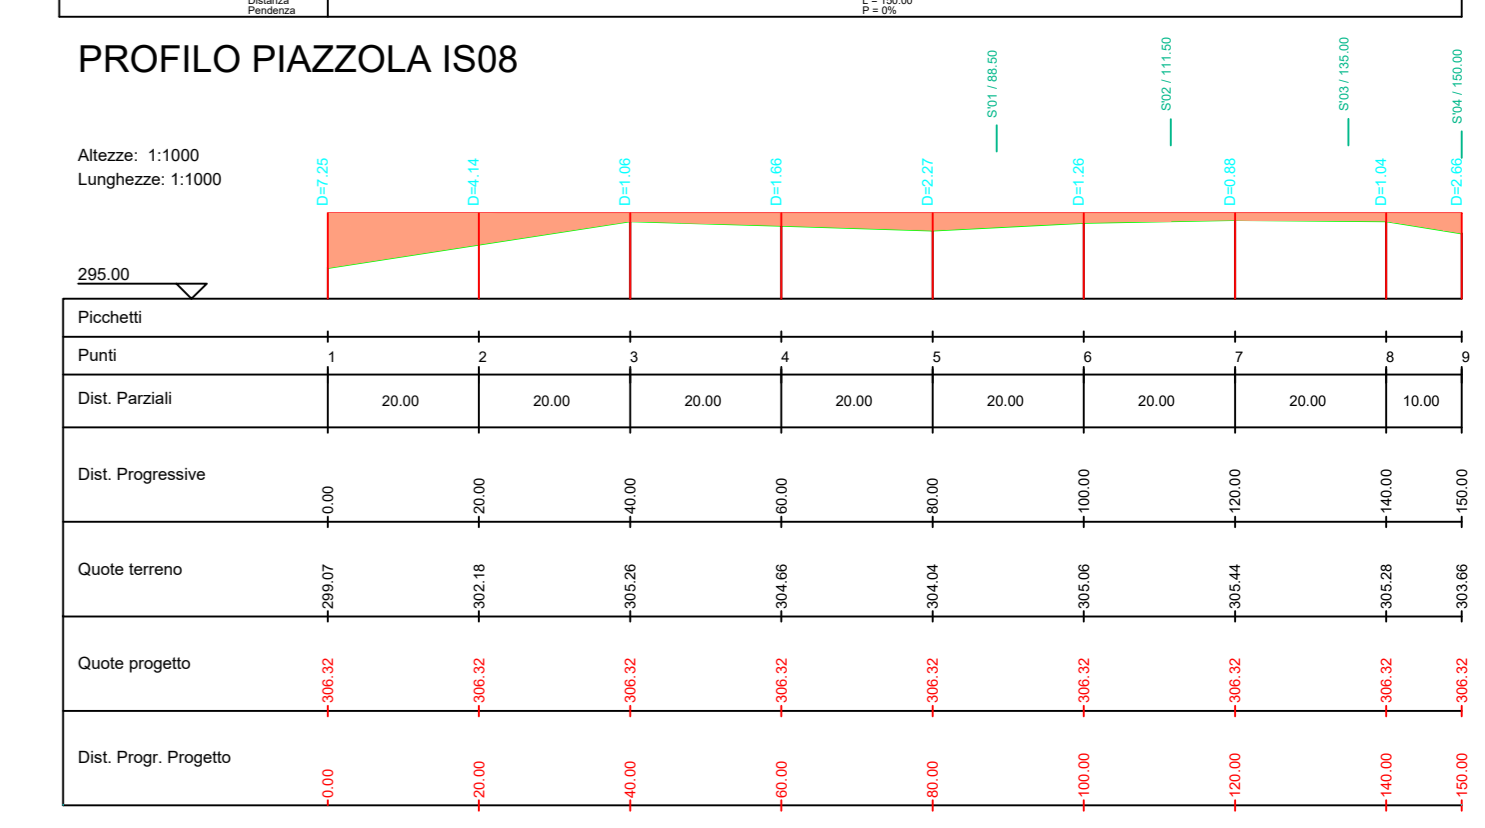 Distanza
L = 150.00
Pendenza
P = 0%
PROFILO PIAZZOLA IS08
S'01 / 88.50
S'02 / 111.50
S'03 / 135.00
S'04 / 150.00
Altezze: 1:1000
Lunghezze: 1:1000
D=7.25
D=4.14
D=1.06
D=1.66
D=2.27
D=1.26
D=0.88
D=1.04
D=2.66
295.00
Picchetti
Punti 1 2 3 4 5 6 7 8 9
Dist. Parziali 20.00 20.00 20.00 20.00 20.00 20.00 20.00 10.00
Dist. Progressive 0.00 20.00 40.00 60.00 80.00 100.00 120.00 140.00 150.00
Quote terreno 299.07 302.18 305.26 304.66 304.04 305.06 305.44 305.28 303.66
Quote progetto 306.32 306.32 306.32 306.32 306.32 306.32 306.32 306.32 306.32
Dist. Progr. Progetto 0.00 20.00 40.00 60.00 80.00 100.00 120.00 140.00 150.00